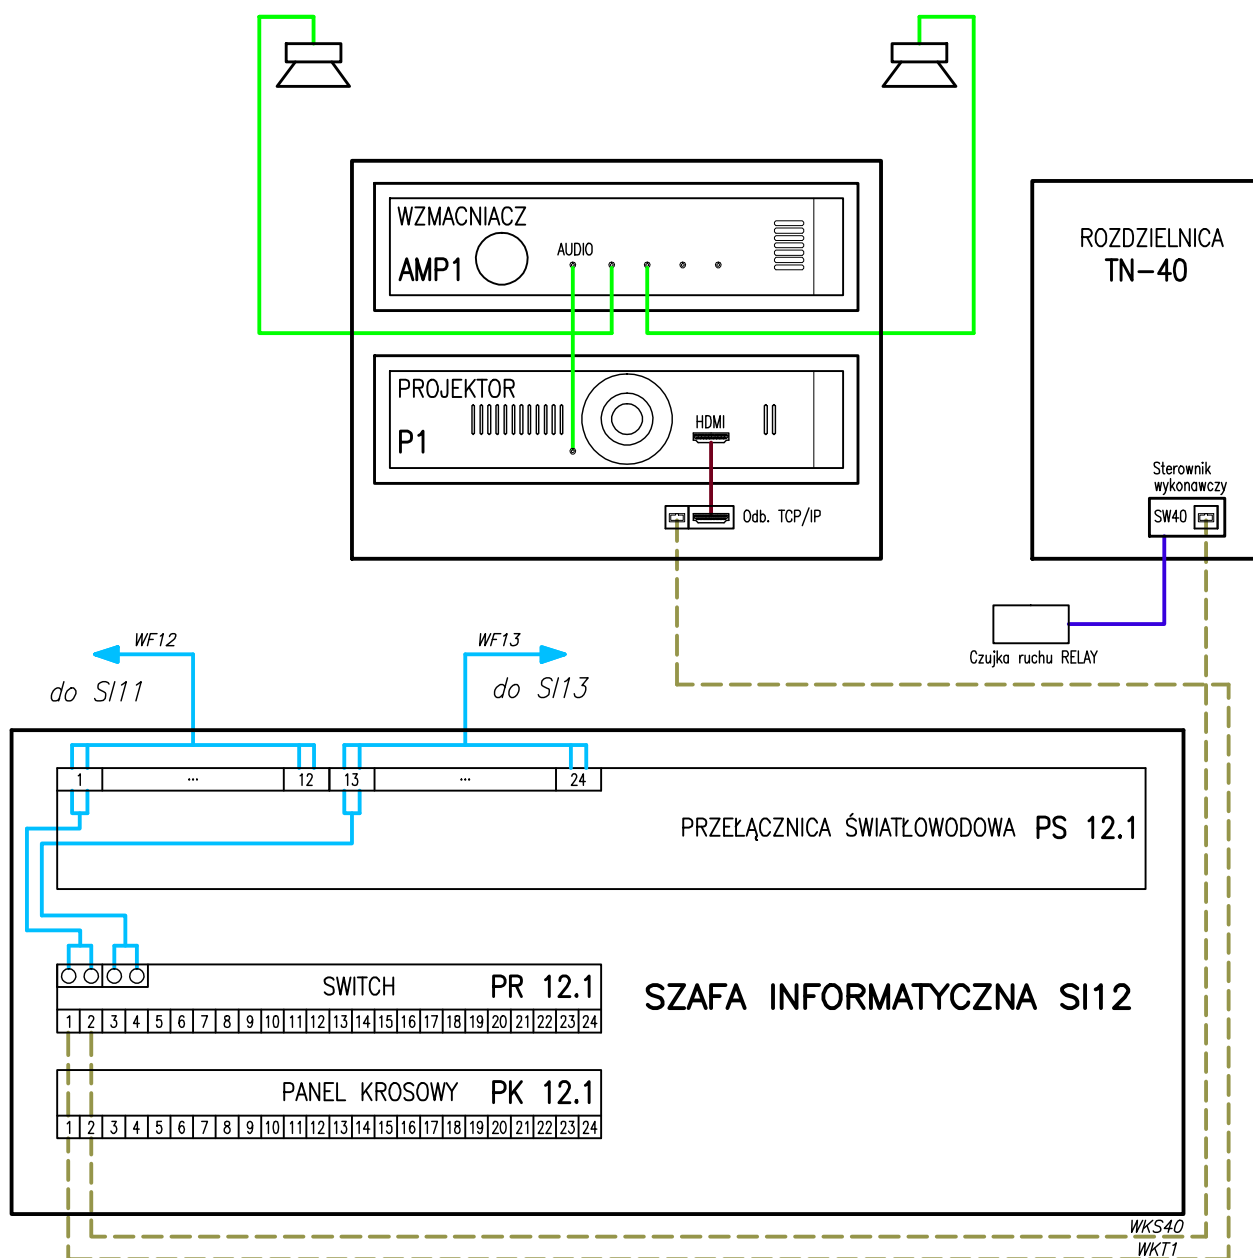 WZMACNIACZ
AMP1
AUDIO
ROZDZIELNICA
TN-40
PROJEKTOR
P1
HDMI
Odb. TCP/IP
Sterownik
wykonawczy
SW40
Czujka ruchu RELAY
WF12
do SI11
WF13
do SI13
1 ... 12 13 ... 24
PRZEŁĄCZNICA ŚWIATŁOWODOWA PS 12.1
SWITCH PR 12.1
1 2 3 4 5 6 7 8 9 10 11 12 13 14 15 16 17 18 19 20 21 22 23 24
SZAFA INFORMATYCZNA SI12
PANEL KROSOWY PK 12.1
1 2 3 4 5 6 7 8 9 10 11 12 13 14 15 16 17 18 19 20 21 22 23 24
WKS40
WKT1